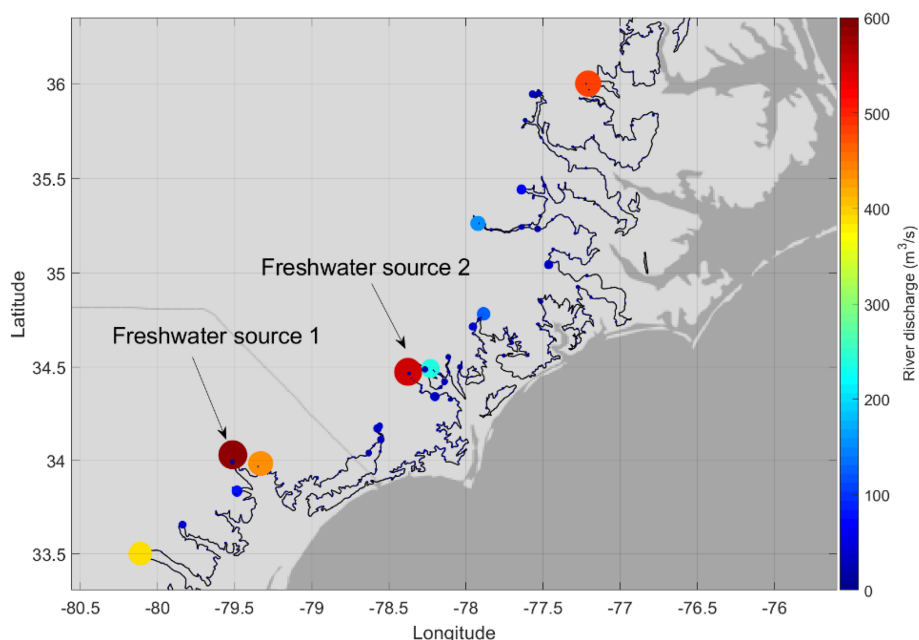 600
36
500
35.5
400
35
Freshwater source 2
300
Freshwater source 1
34.5
200
34
100
33.5
0
-80.5 -80 -79.5 -79 -78.5 -78 -77.5 -77 -76.5 -76
Latitude
Longitude
River discharge (m³/s)